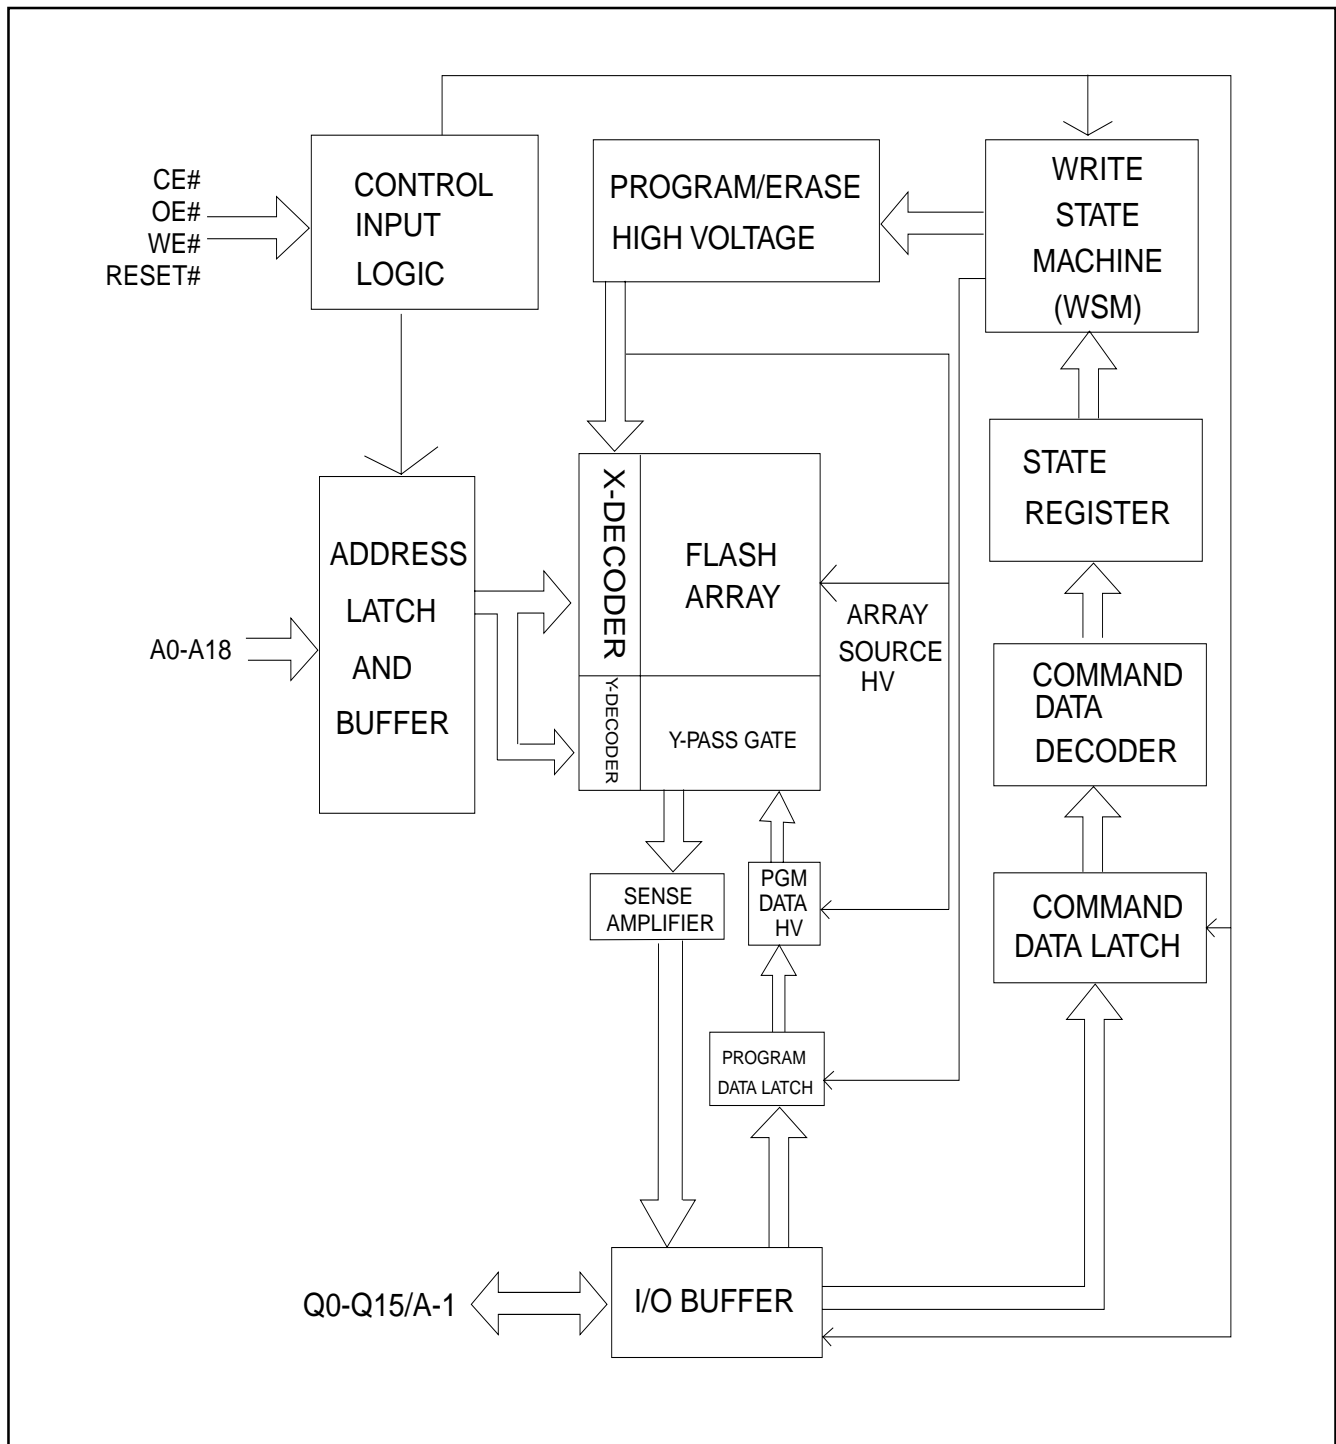 CE#
OE#
WE#
RESET#
CONTROL
INPUT
LOGIC
PROGRAM/ERASE
HIGH VOLTAGE
WRITE
STATE
MACHINE
(WSM)
STATE
REGISTER
A0-A18
ADDRESS
LATCH
AND
BUFFER
X-DECODER
FLASH
ARRAY
ARRAY
SOURCE
HV
Y-DECODER
Y-PASS GATE
COMMAND
DATA
DECODER
SENSE
AMPLIFIER
PGM
DATA
HV
COMMAND
DATA LATCH
PROGRAM
DATA LATCH
Q0-Q15/A-1
I/O BUFFER